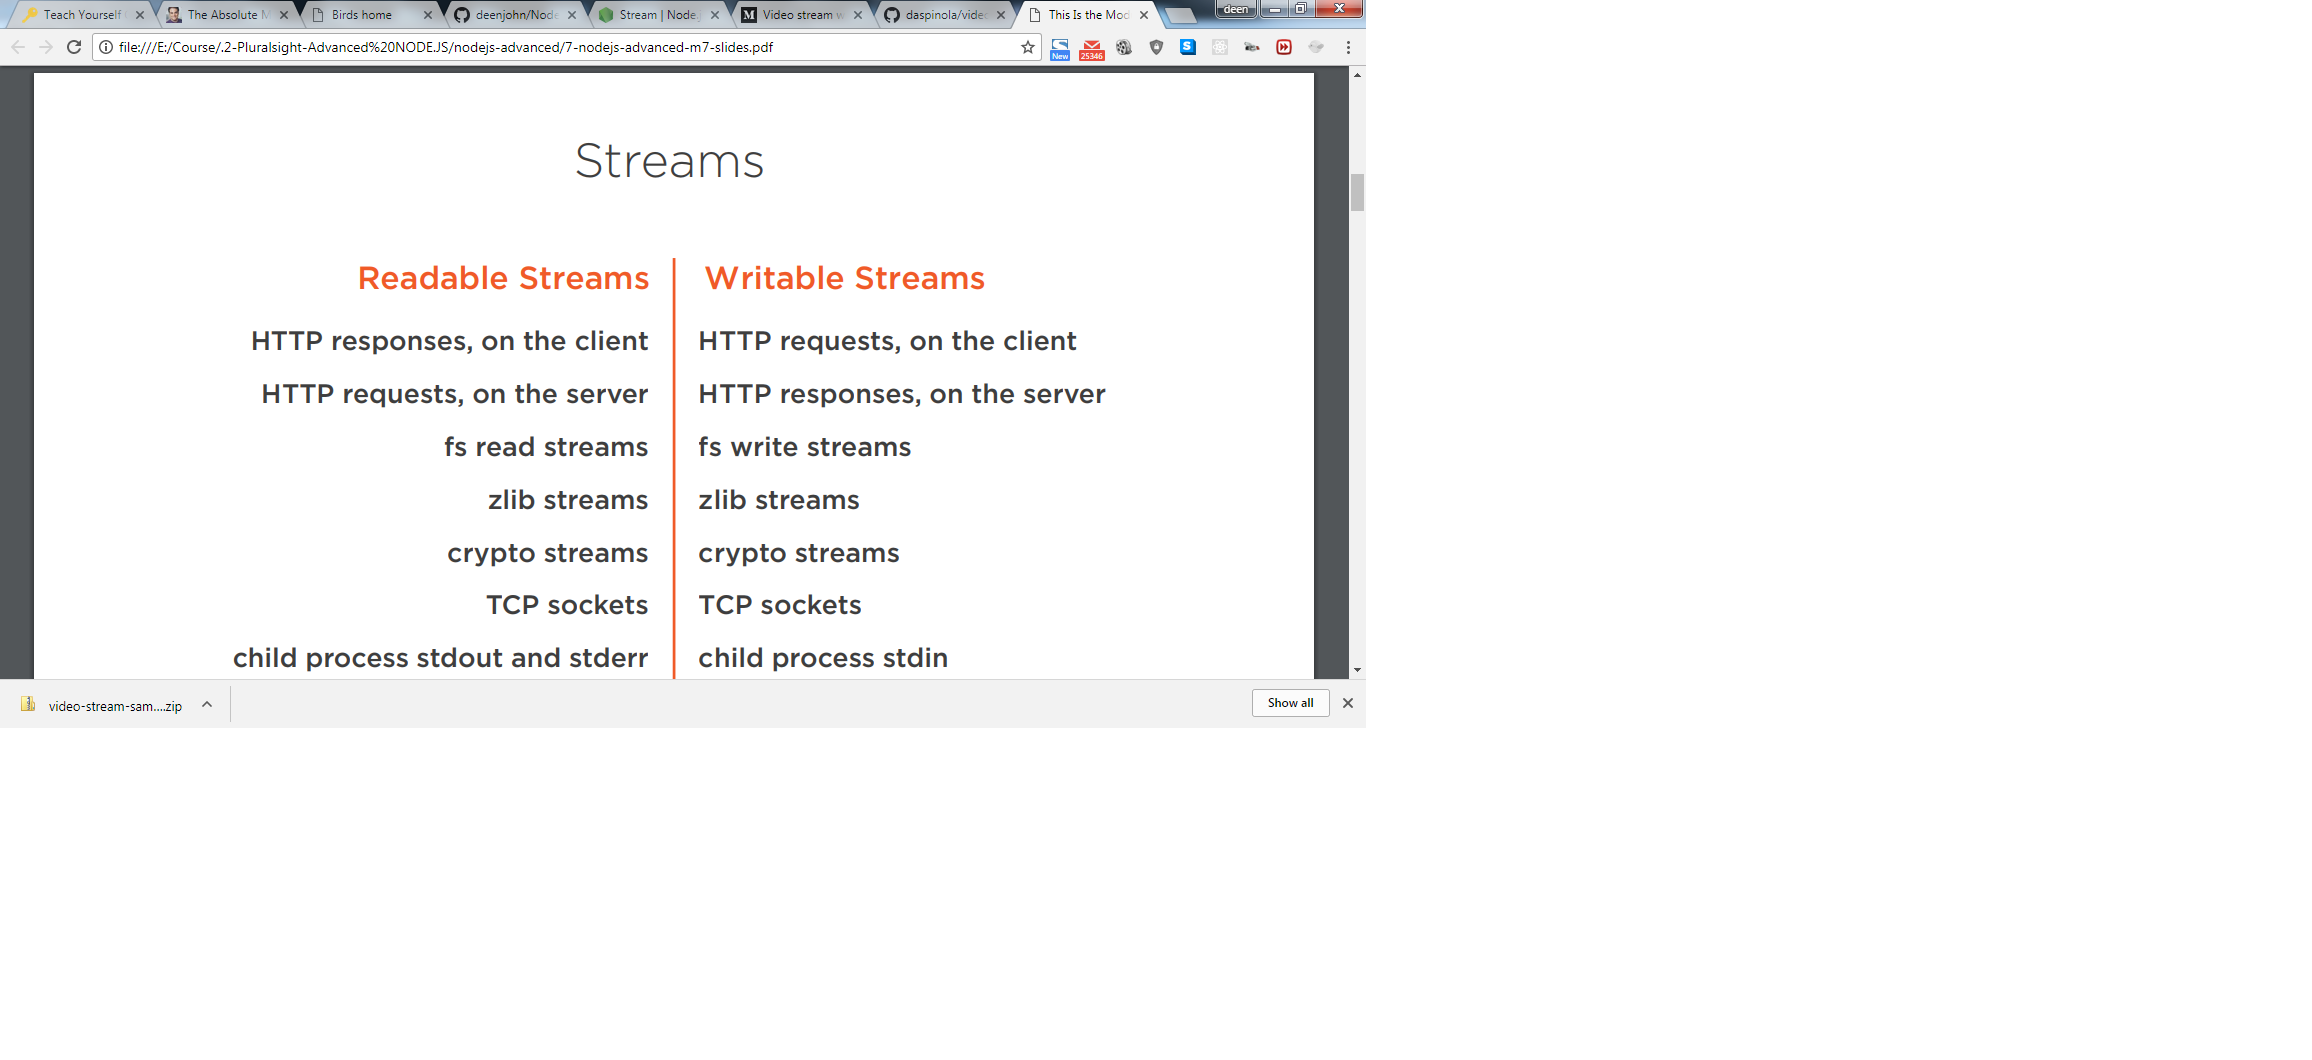 Teach Yourself
The Absolute M
Birds home
deenjohn/Node
Stream | Node.j
Video stream w
daspinola/video
This Is the Mod
deen
file:///E:/Course/.2-Pluralsight-Advanced%20NODEJS/nodejs-advanced/7-nodejs-advanced-m7-slides.pdf
New
25346
S
Streams
Readable Streams
Writable Streams
HTTP responses, on the client
HTTP requests, on the client
HTTP requests, on the server
HTTP responses, on the server
fs read streams
fs write streams
zlib streams
zlib streams
crypto streams
crypto streams
TCP sockets
TCP sockets
child process stdout and stderr
child process stdin
video-stream-sam....zip
Show all